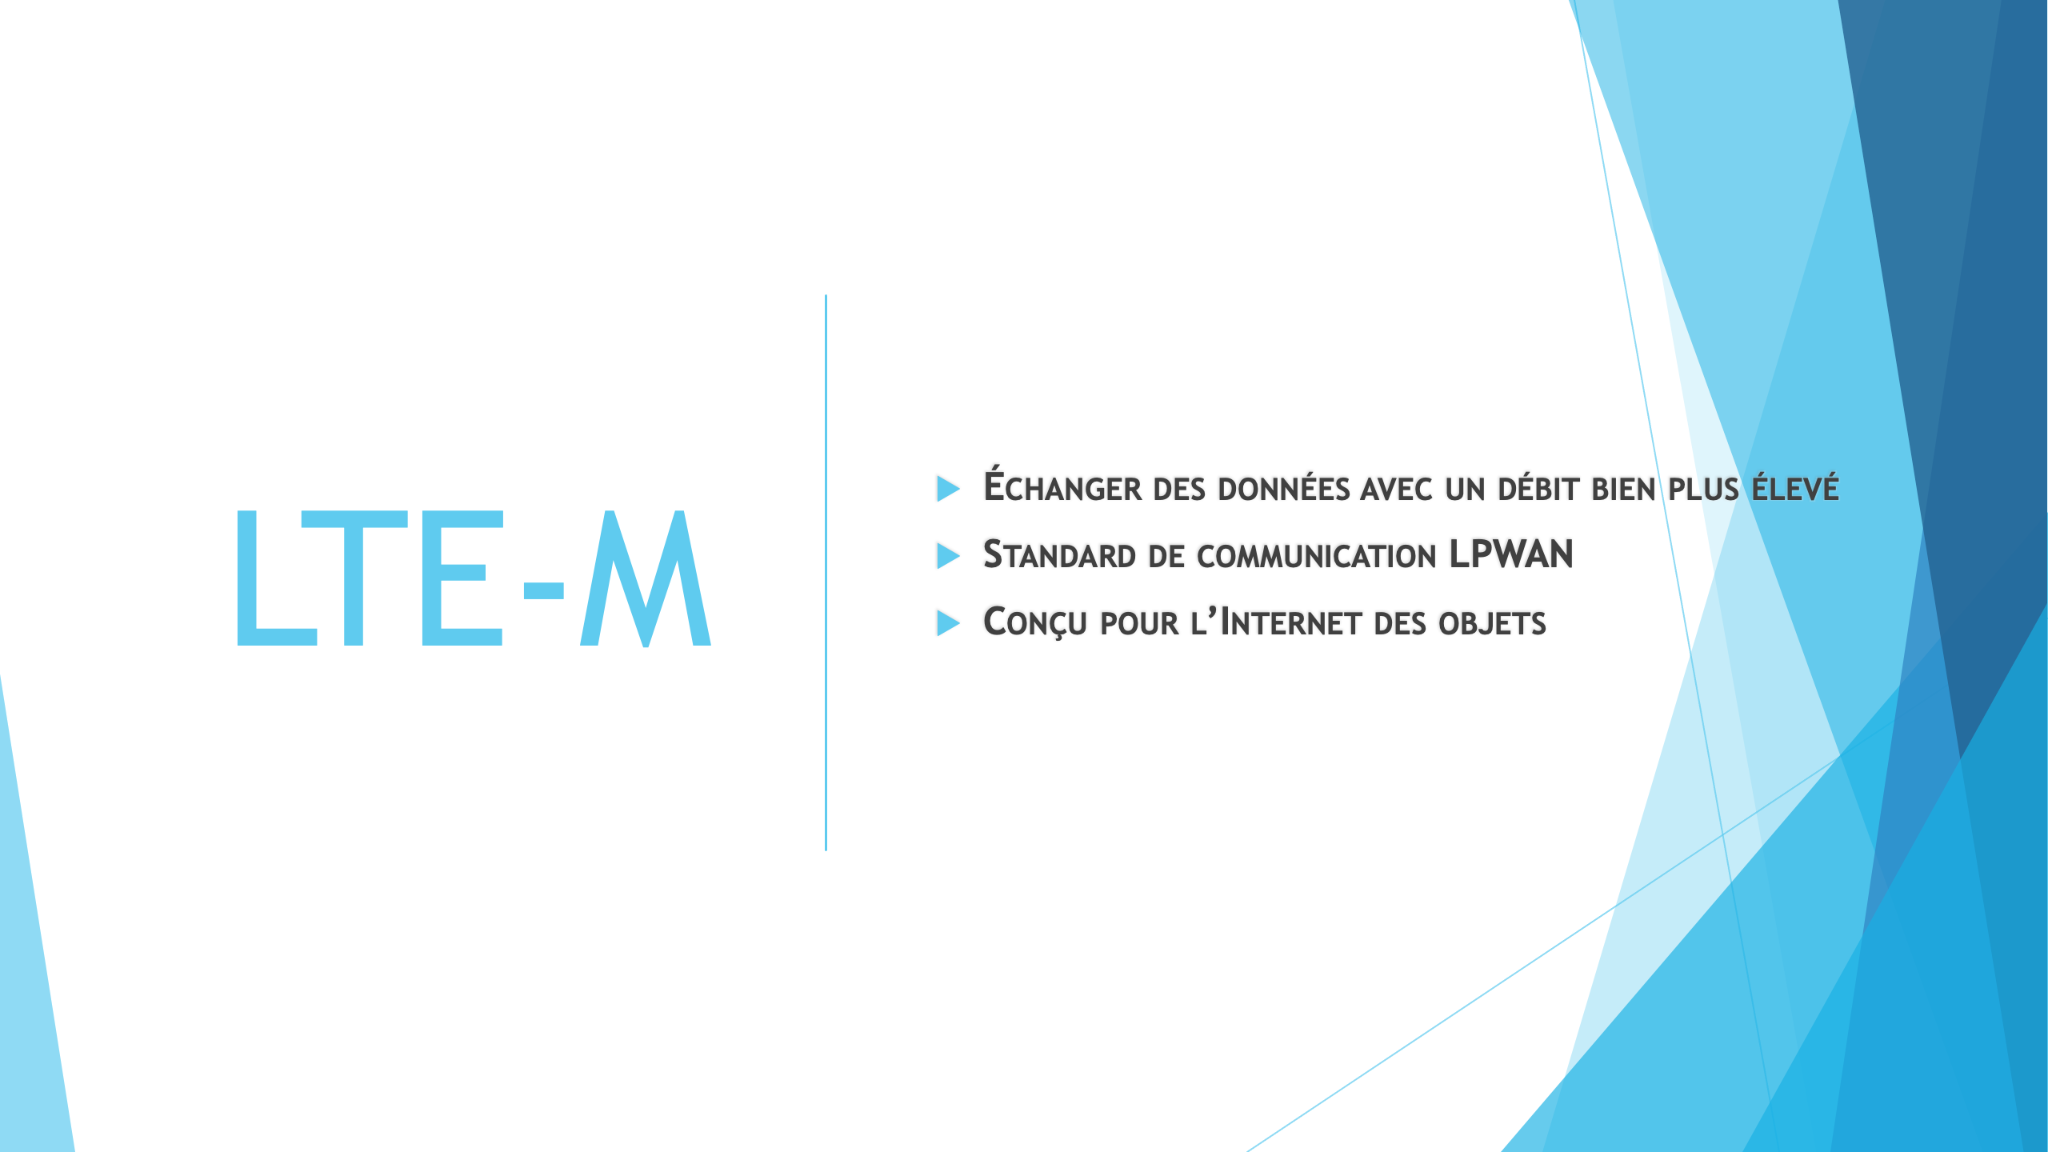 LTE-M
Échanger des données avec un débit bien plus élevé
Standard de communication LPWAN
Conçu pour l’Internet des objets